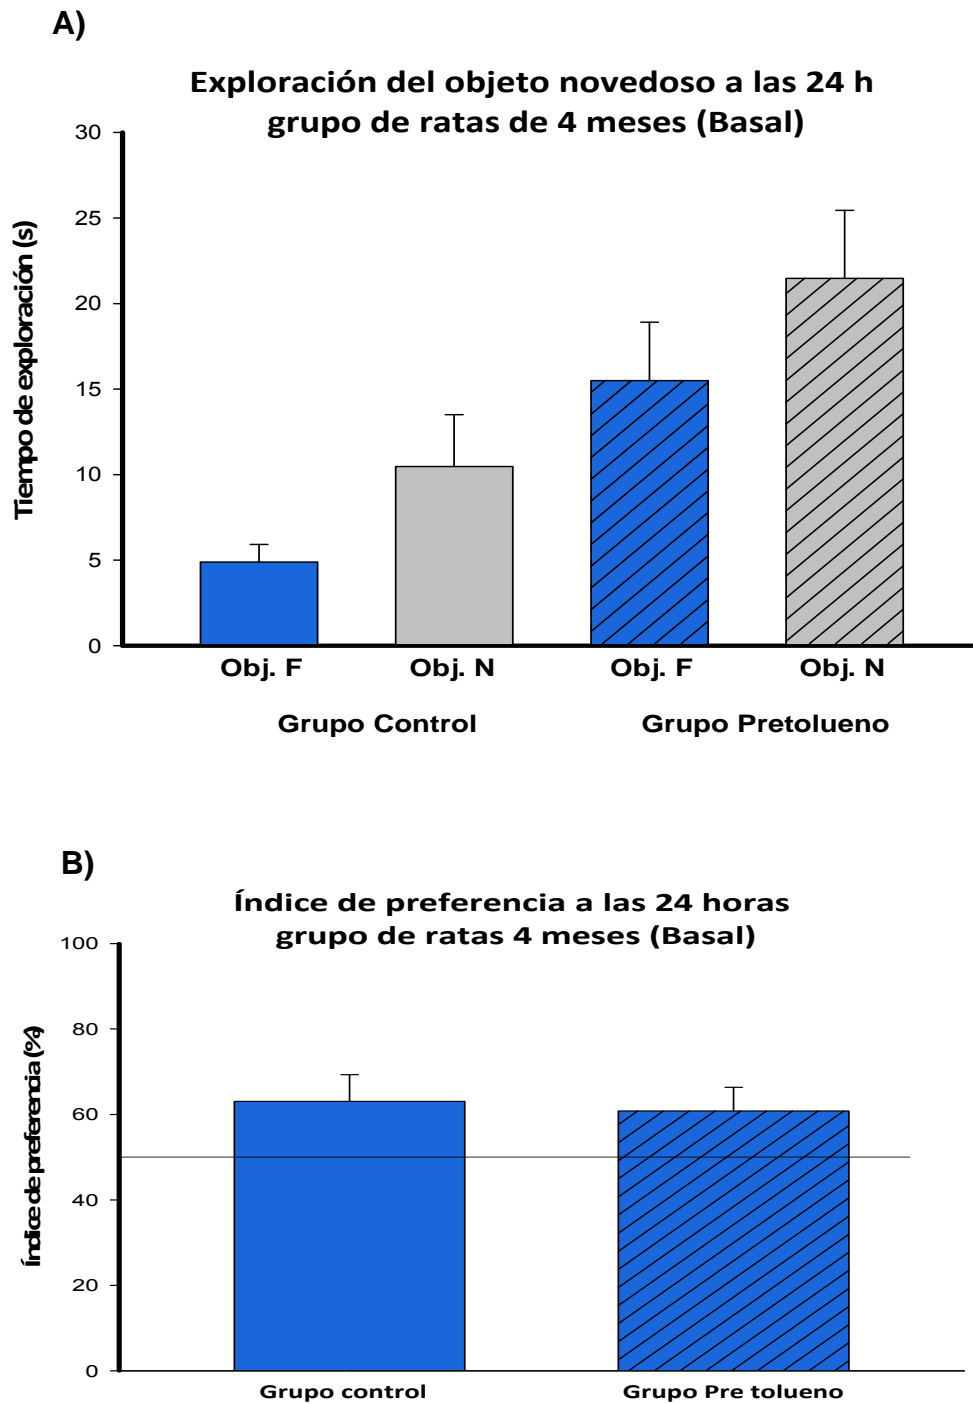 A)
Exploración del objeto novedoso a las 24 h
grupo de ratas de 4 meses (Basal)
Tiempo de exploración (s)
30
25
20
15
10
5
0
Obj. F Obj. N Obj. F Obj. N
Grupo Control Grupo Pretolueno
B)
Índice de preferencia a las 24 horas
grupo de ratas 4 meses (Basal)
Índice de preferencia (%)
100
80
60
40
20
0
Grupo control Grupo Pre tolueno